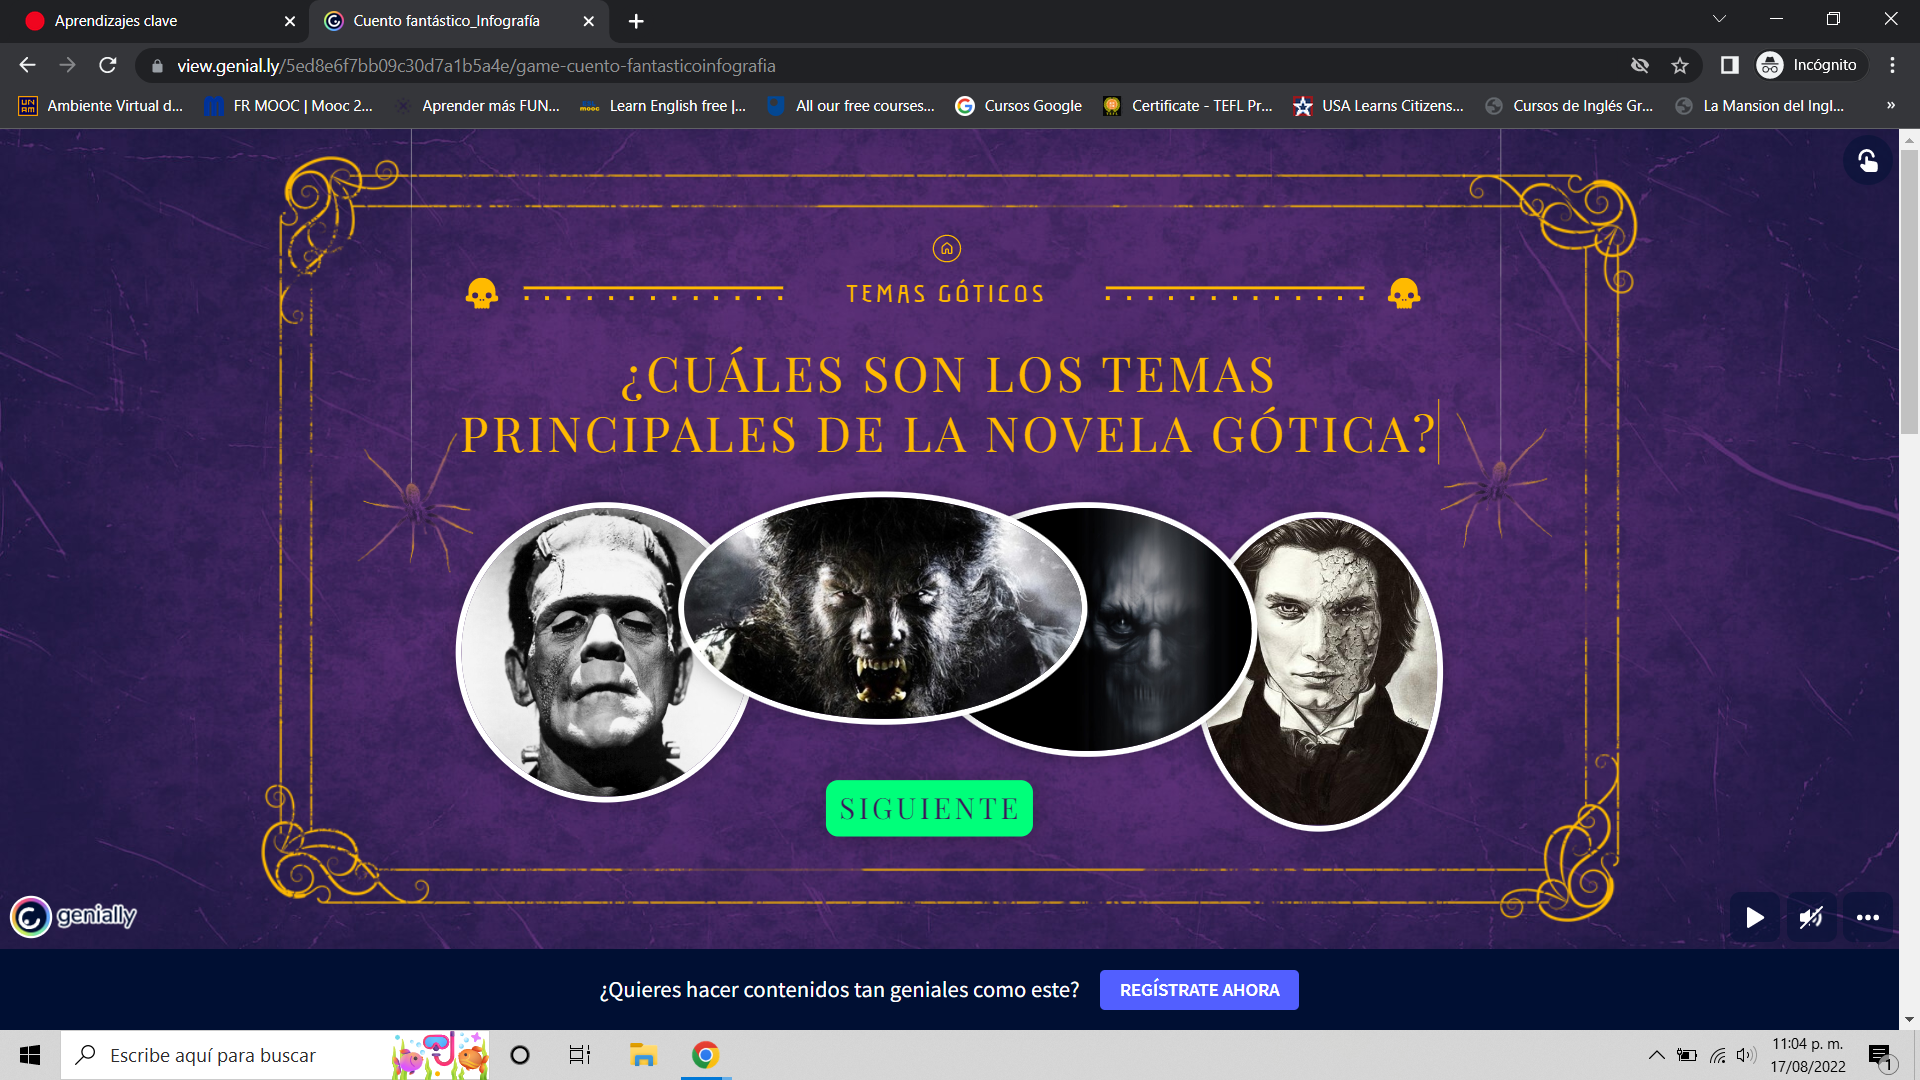 Aprendizajes clave
Cuento fantástico_Infografía
view.genial.ly/5ed8e6f7bb09c30d7a1b5a4e/game-cuento-fantasticoinfografia
Incógnito
UNAM
Ambiente Virtual d...
FR MOOC | Mooc 2...
Aprender más FUN...
mooc
Learn English free |...
All our free courses...
Cursos Google
Certificate - TEFL Pr...
USA Learns Citizens...
Cursos de Inglés Gr...
La Mansion del Ingl...
»
TEMAS GÓTICOS
¿CUÁLES SON LOS TEMAS
PRINCIPALES DE LA NOVELA GÓTICA?
SIGUIENTE
genially
¿Quieres hacer contenidos tan geniales como este?
REGÍSTRATE AHORA
Escribe aquí para buscar
11:04 p. m.
17/08/2022
1